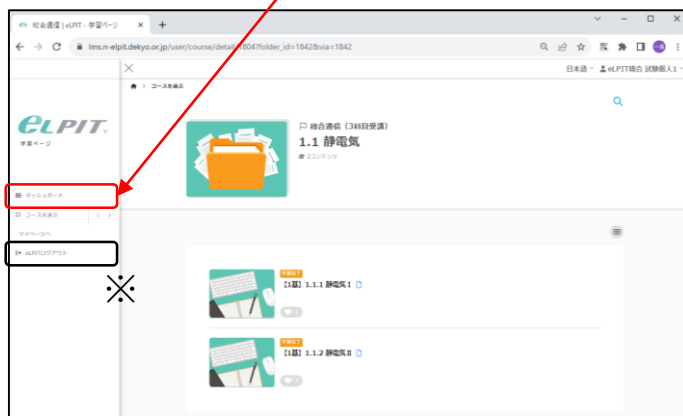 総合通信 | eLPIT - 学習ページ
lms.n-elpit.dekyo.or.jp/user/course/detail/1804?folder_id=1842&via=1842
日本語
eLPIT総合 試験個人1
> コースを選ぶ
eLPIT
学習ページ
総合通信（3科目受講）
1.1 静電気
2コンテンツ
ダッシュボード
コースを表示
マイページへ
eLPITログアウト
※
学習完了
【1基】1.1.1 静電気 I
学習完了
【1基】1.1.2 静電気 II